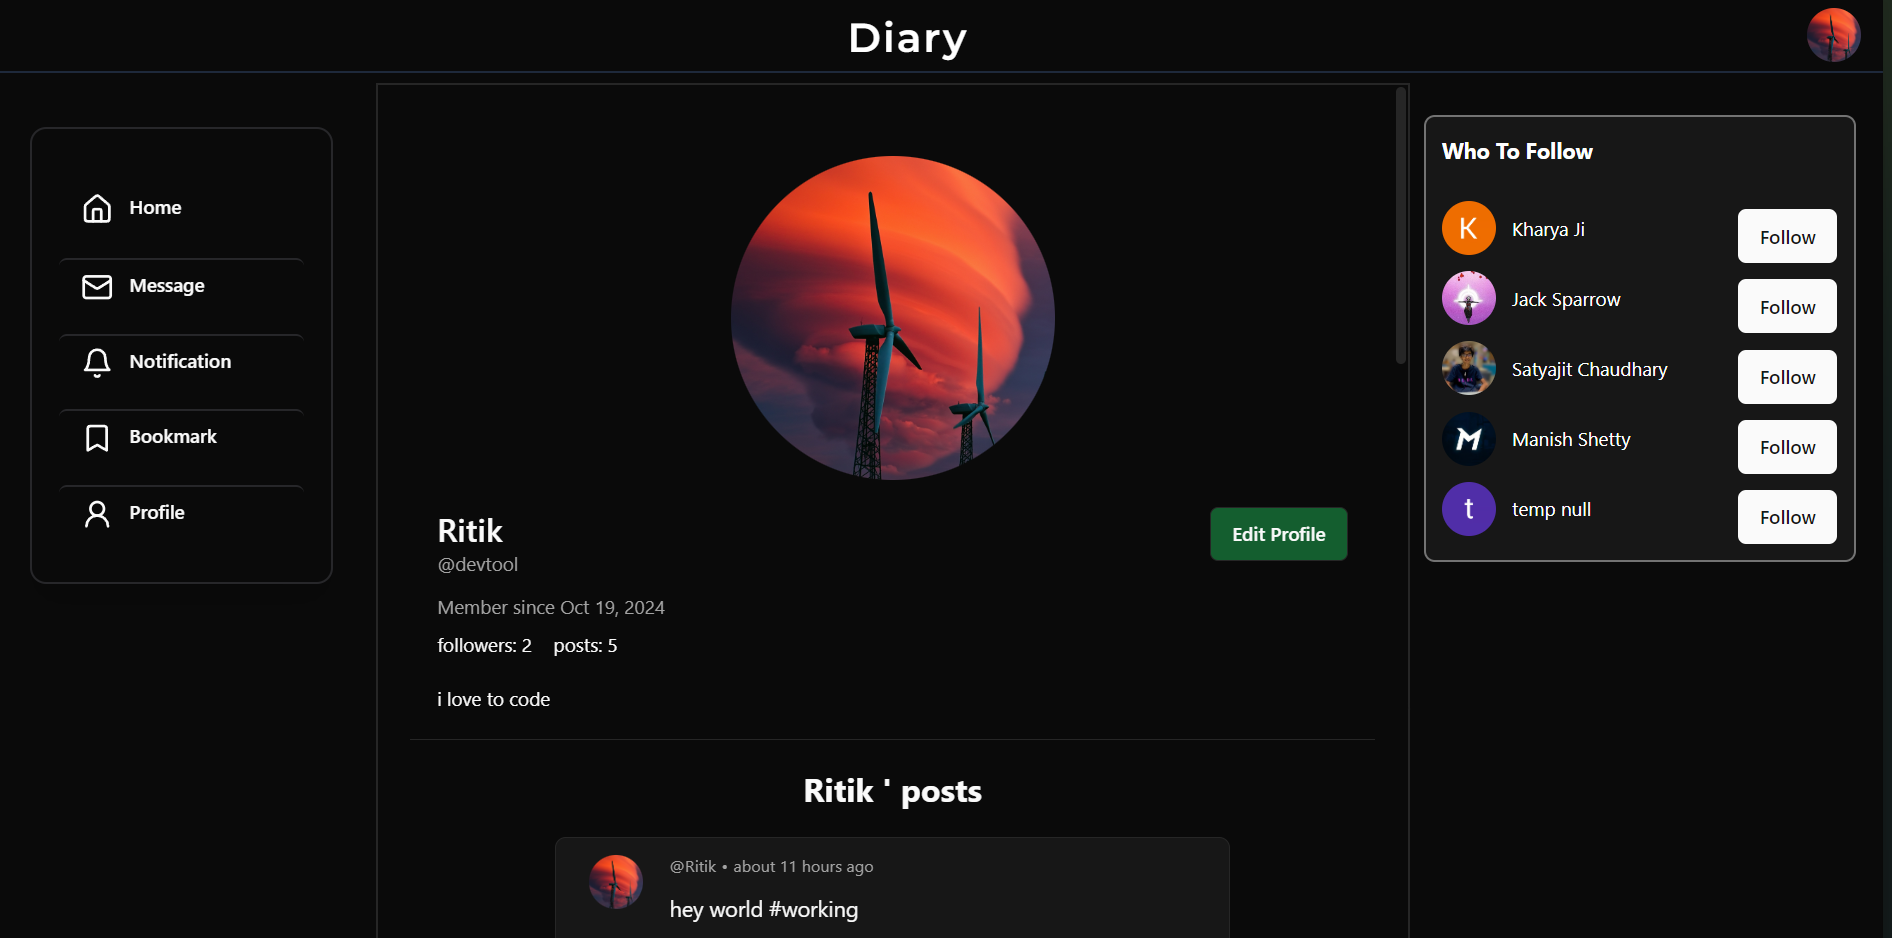 Diary
Home
Message
Notification
Bookmark
Profile
Ritik
@devtool
Edit Profile
Member since Oct 19, 2024
followers: 2 posts: 5
i love to code
Ritik ' posts
@Ritik • about 11 hours ago
hey world #working
Who To Follow
K Kharya Ji Follow
Jack Sparrow Follow
Satyajit Chaudhary Follow
M Manish Shetty Follow
t temp null Follow